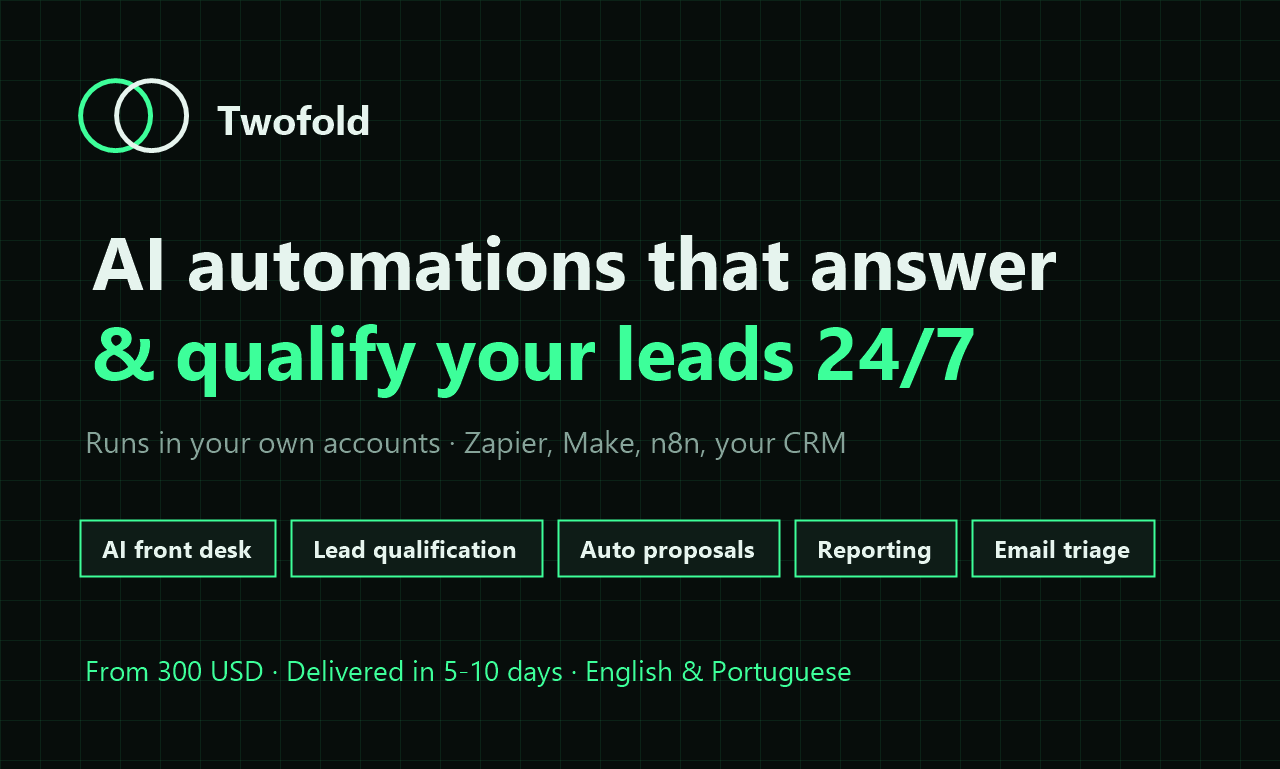 Twofold
AI automations that answer
& qualify your leads 24/7
Runs in your own accounts · Zapier, Make, n8n, your CRM
AI front desk
Lead qualification
Auto proposals
Reporting
Email triage
From 300 USD · Delivered in 5-10 days · English & Portuguese